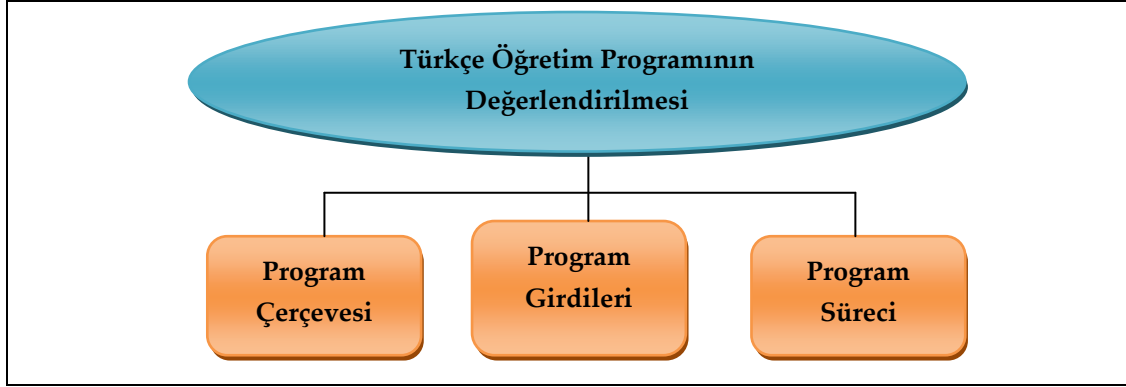 Türkçe Öğretim Programının
Değerlendirilmesi
Program
Çerçevesi
Program
Girdileri
Program
Süreci